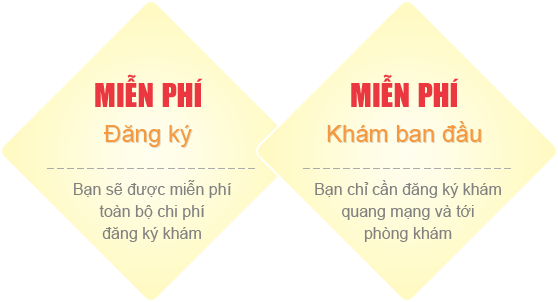 MIỄN PHÍ
Đăng ký
Bạn sẽ được miễn phí
toàn bộ chi phí
đăng ký khám
MIỄN PHÍ
Khám ban đầu
Bạn chỉ cần đăng ký khám
quang mạng và tới
phòng khám